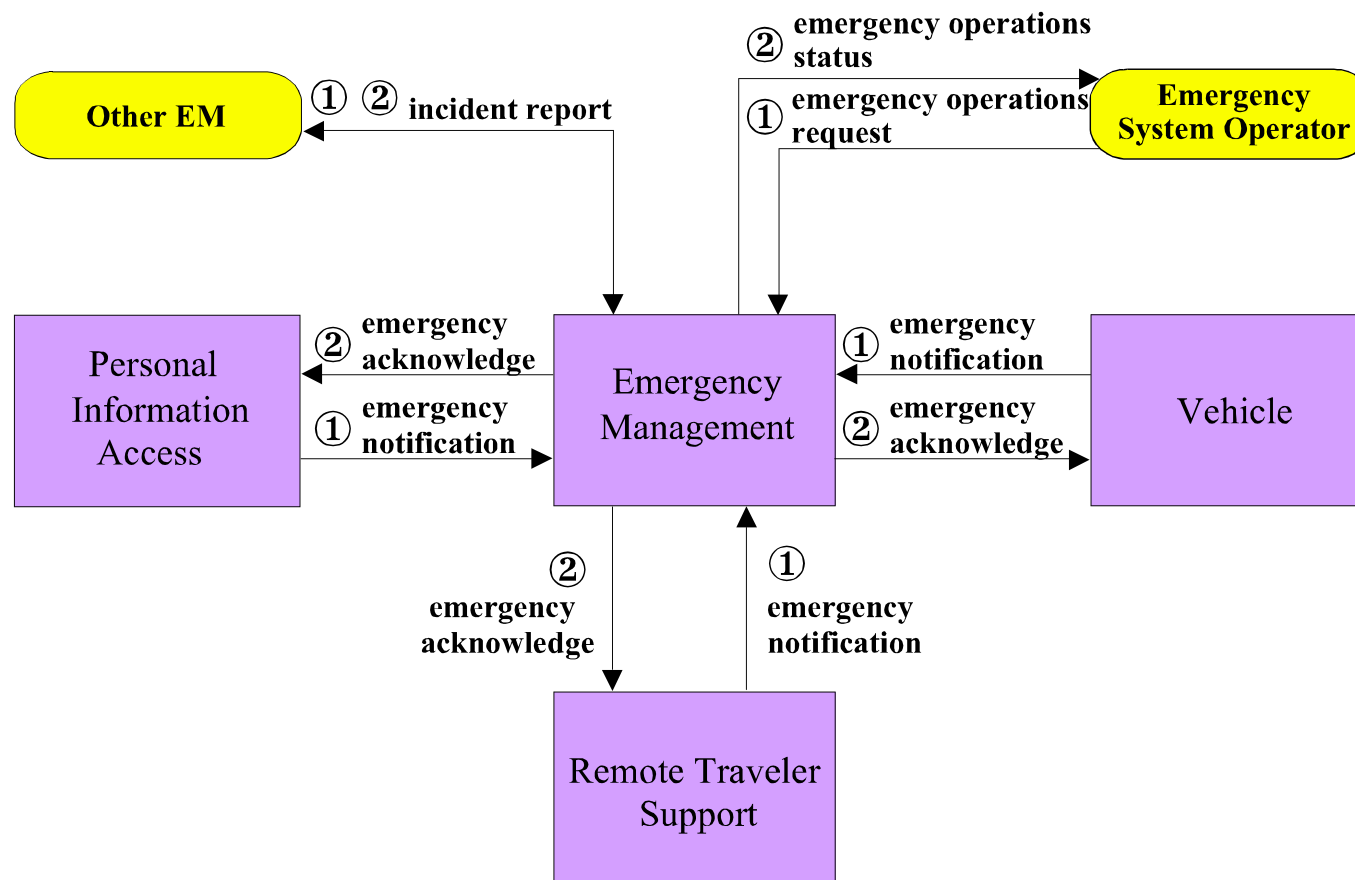 ② emergency operations
status
Other EM
① ② incident report
① emergency operations
request
Emergency
System Operator
Personal
Information
Access
② emergency
acknowledge
① emergency
notification
Emergency
Management
① emergency
notification
② emergency
acknowledge
Vehicle
②
emergency
acknowledge
①
emergency
notification
Remote Traveler
Support